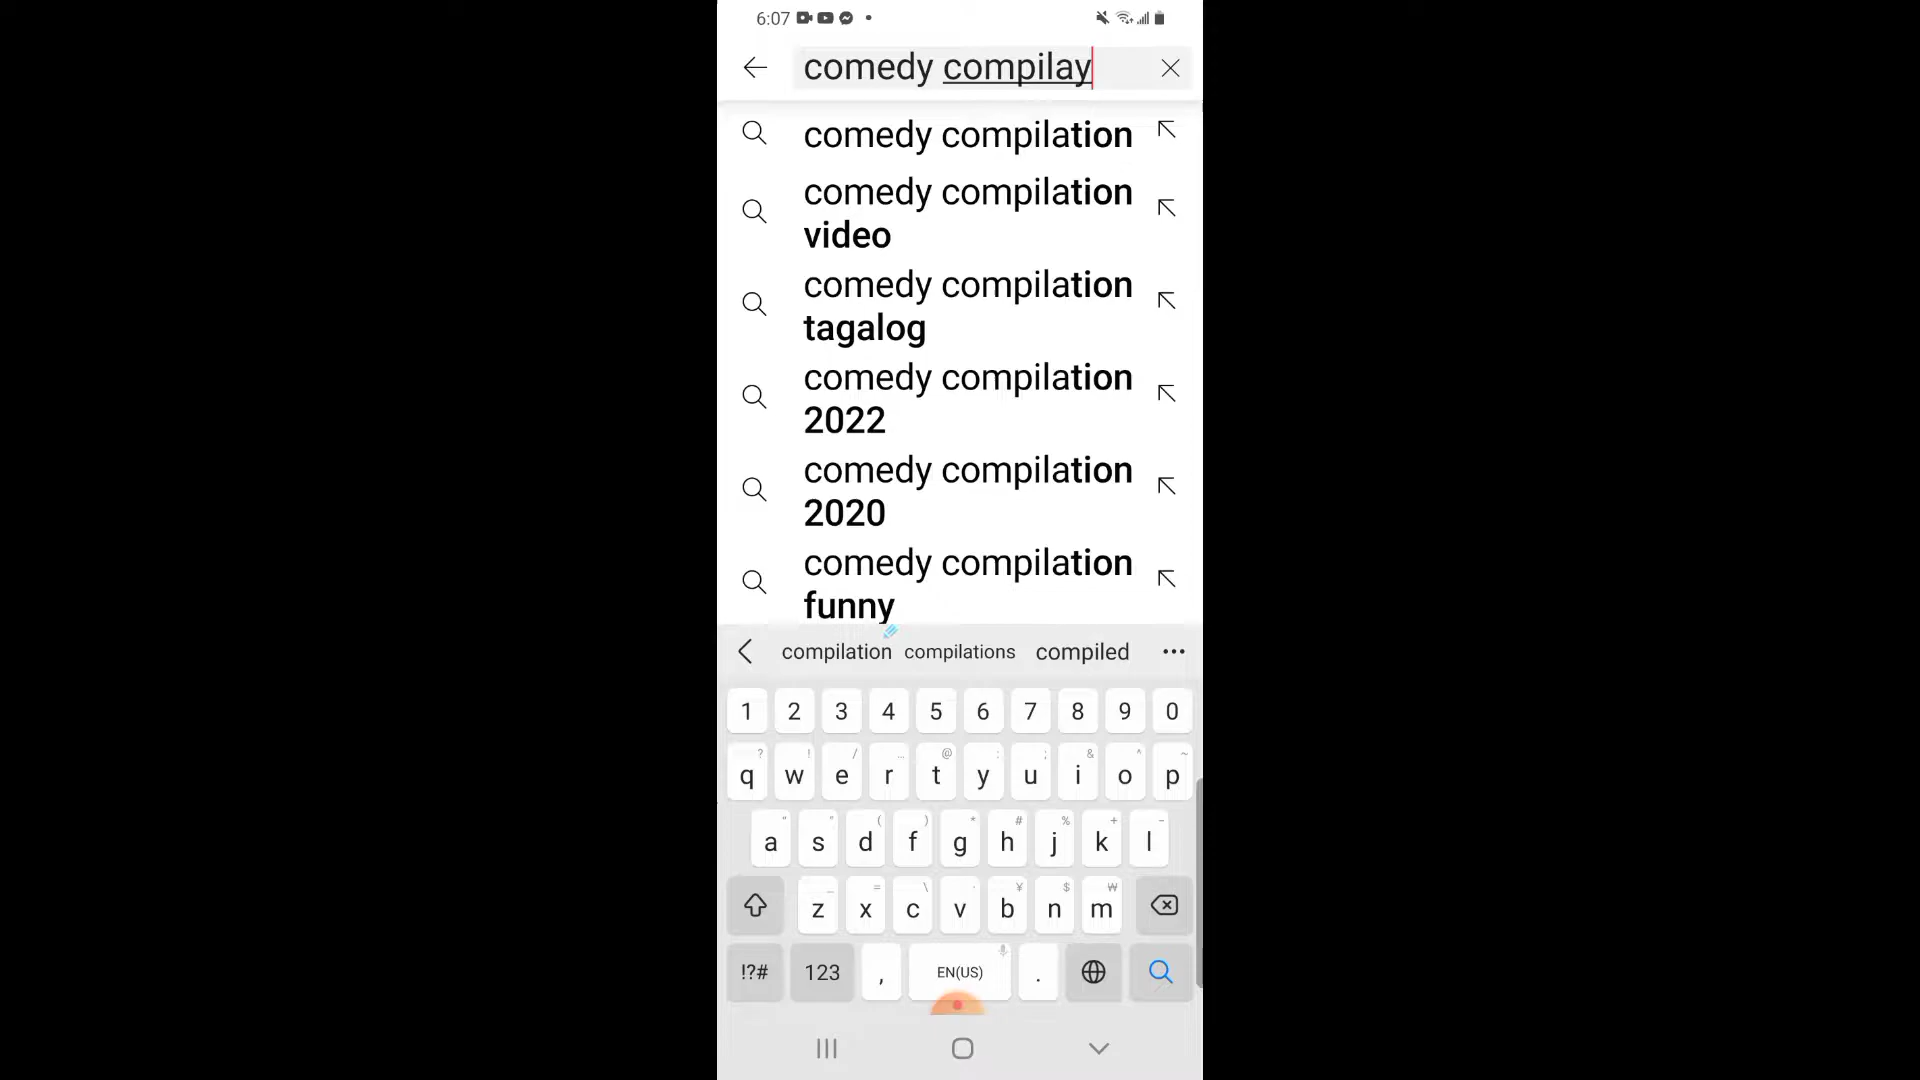 6:07
comedy compilay
comedy compilation
comedy compilation
video
comedy compilation
tagalog
comedy compilation
2022
comedy compilation
2020
comedy compilation
funny
compilation compilations compiled
1 2 3 4 5 6 7 8 9 0
q w e r t y u i o p
a s d f g h j k l
z x c v b n m
!?# 123 , EN(US) .